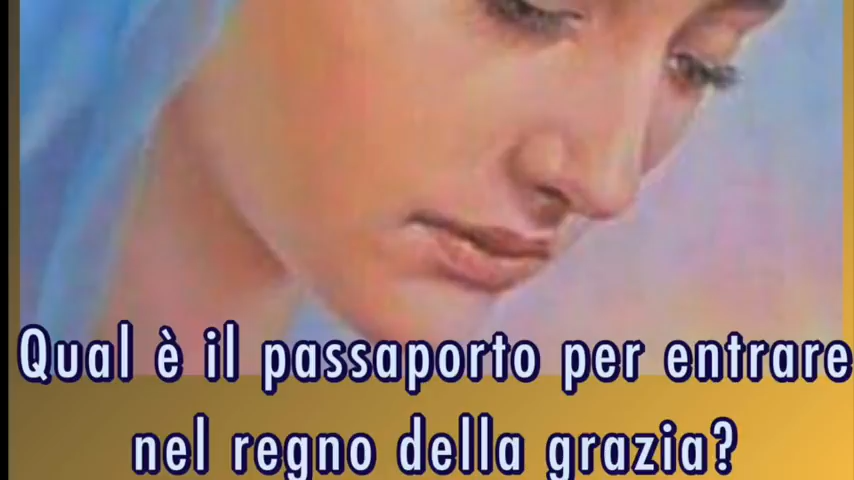 Qual è il passaporto per entrare
nel regno della grazia?